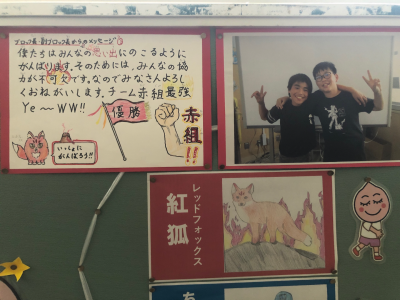 ブロック長・副ブロック長からのメッセージ
僕たちはみんなの思い出にのこるように
がんばります。そのためには、みんなの協
力が不可欠です。なのでみなさんよろし
くおねがいします。チーム赤組最強
Ye〜WW!!
優勝
赤組!!
いっしょに
がんばろう!!
レッドフォックス
紅狐